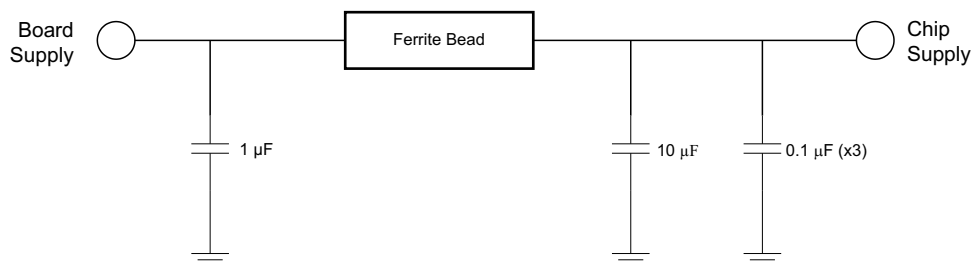 Board
Supply
Ferrite Bead
Chip
Supply
1 µF
10 μF
0.1 μF (x3)